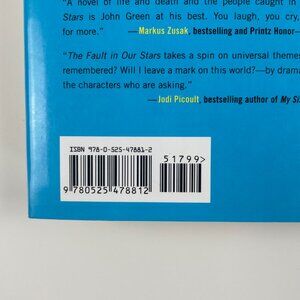 "A novel of life and death and the people caught in
Stars is John Green at his best. You laugh, you cry,
for more." —Markus Zusak, bestselling and Printz Honor–
"The Fault in Our Stars takes a spin on universal themes
remembered? Will I leave a mark on this world?—by drama
the characters who are asking."
—Jodi Picoult, bestselling author of My Si
ISBN 978-0-525-47881-2
51799>
9 780525 478812